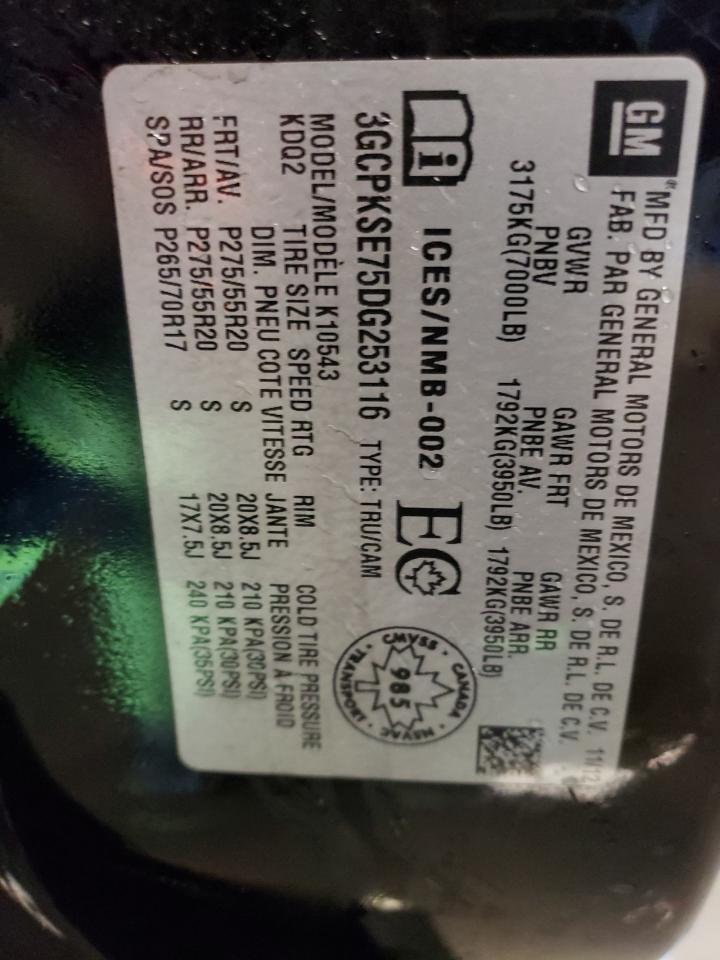 GM
MFD BY GENERAL MOTORS DE MEXICO, S. DE R.L. DE C.V. 11/12
FAB. PAR GENERAL MOTORS DE MEXICO, S. DE R.L. DE C.V.
GVWR GAWR FRT GAWR RR
PNBV PNBE AV. PNBE ARR.
3175KG(7000LB) 1792KG(3950LB) 1792KG(3950LB)
i ICES/NMB-002 EC
CMVSS · CANADA · NSVAC · TRANSPORT ·
985
3GCPKSE75DG253116 TYPE: TRU/CAM
MODEL/MODÈLE K10543
KDQ2 TIRE SIZE SPEED RTG RIM COLD TIRE PRESSURE
DIM. PNEU COTE VITESSE JANTE PRESSION A FROID
FRT/AV. P275/55R20 S 20X8.5J 210 KPA(30PSI)
RR/ARR. P275/55R20 S 20X8.5J 210 KPA(30PSI)
SPA/SOS P265/70R17 S 17X7.5J 240 KPA(35PSI)